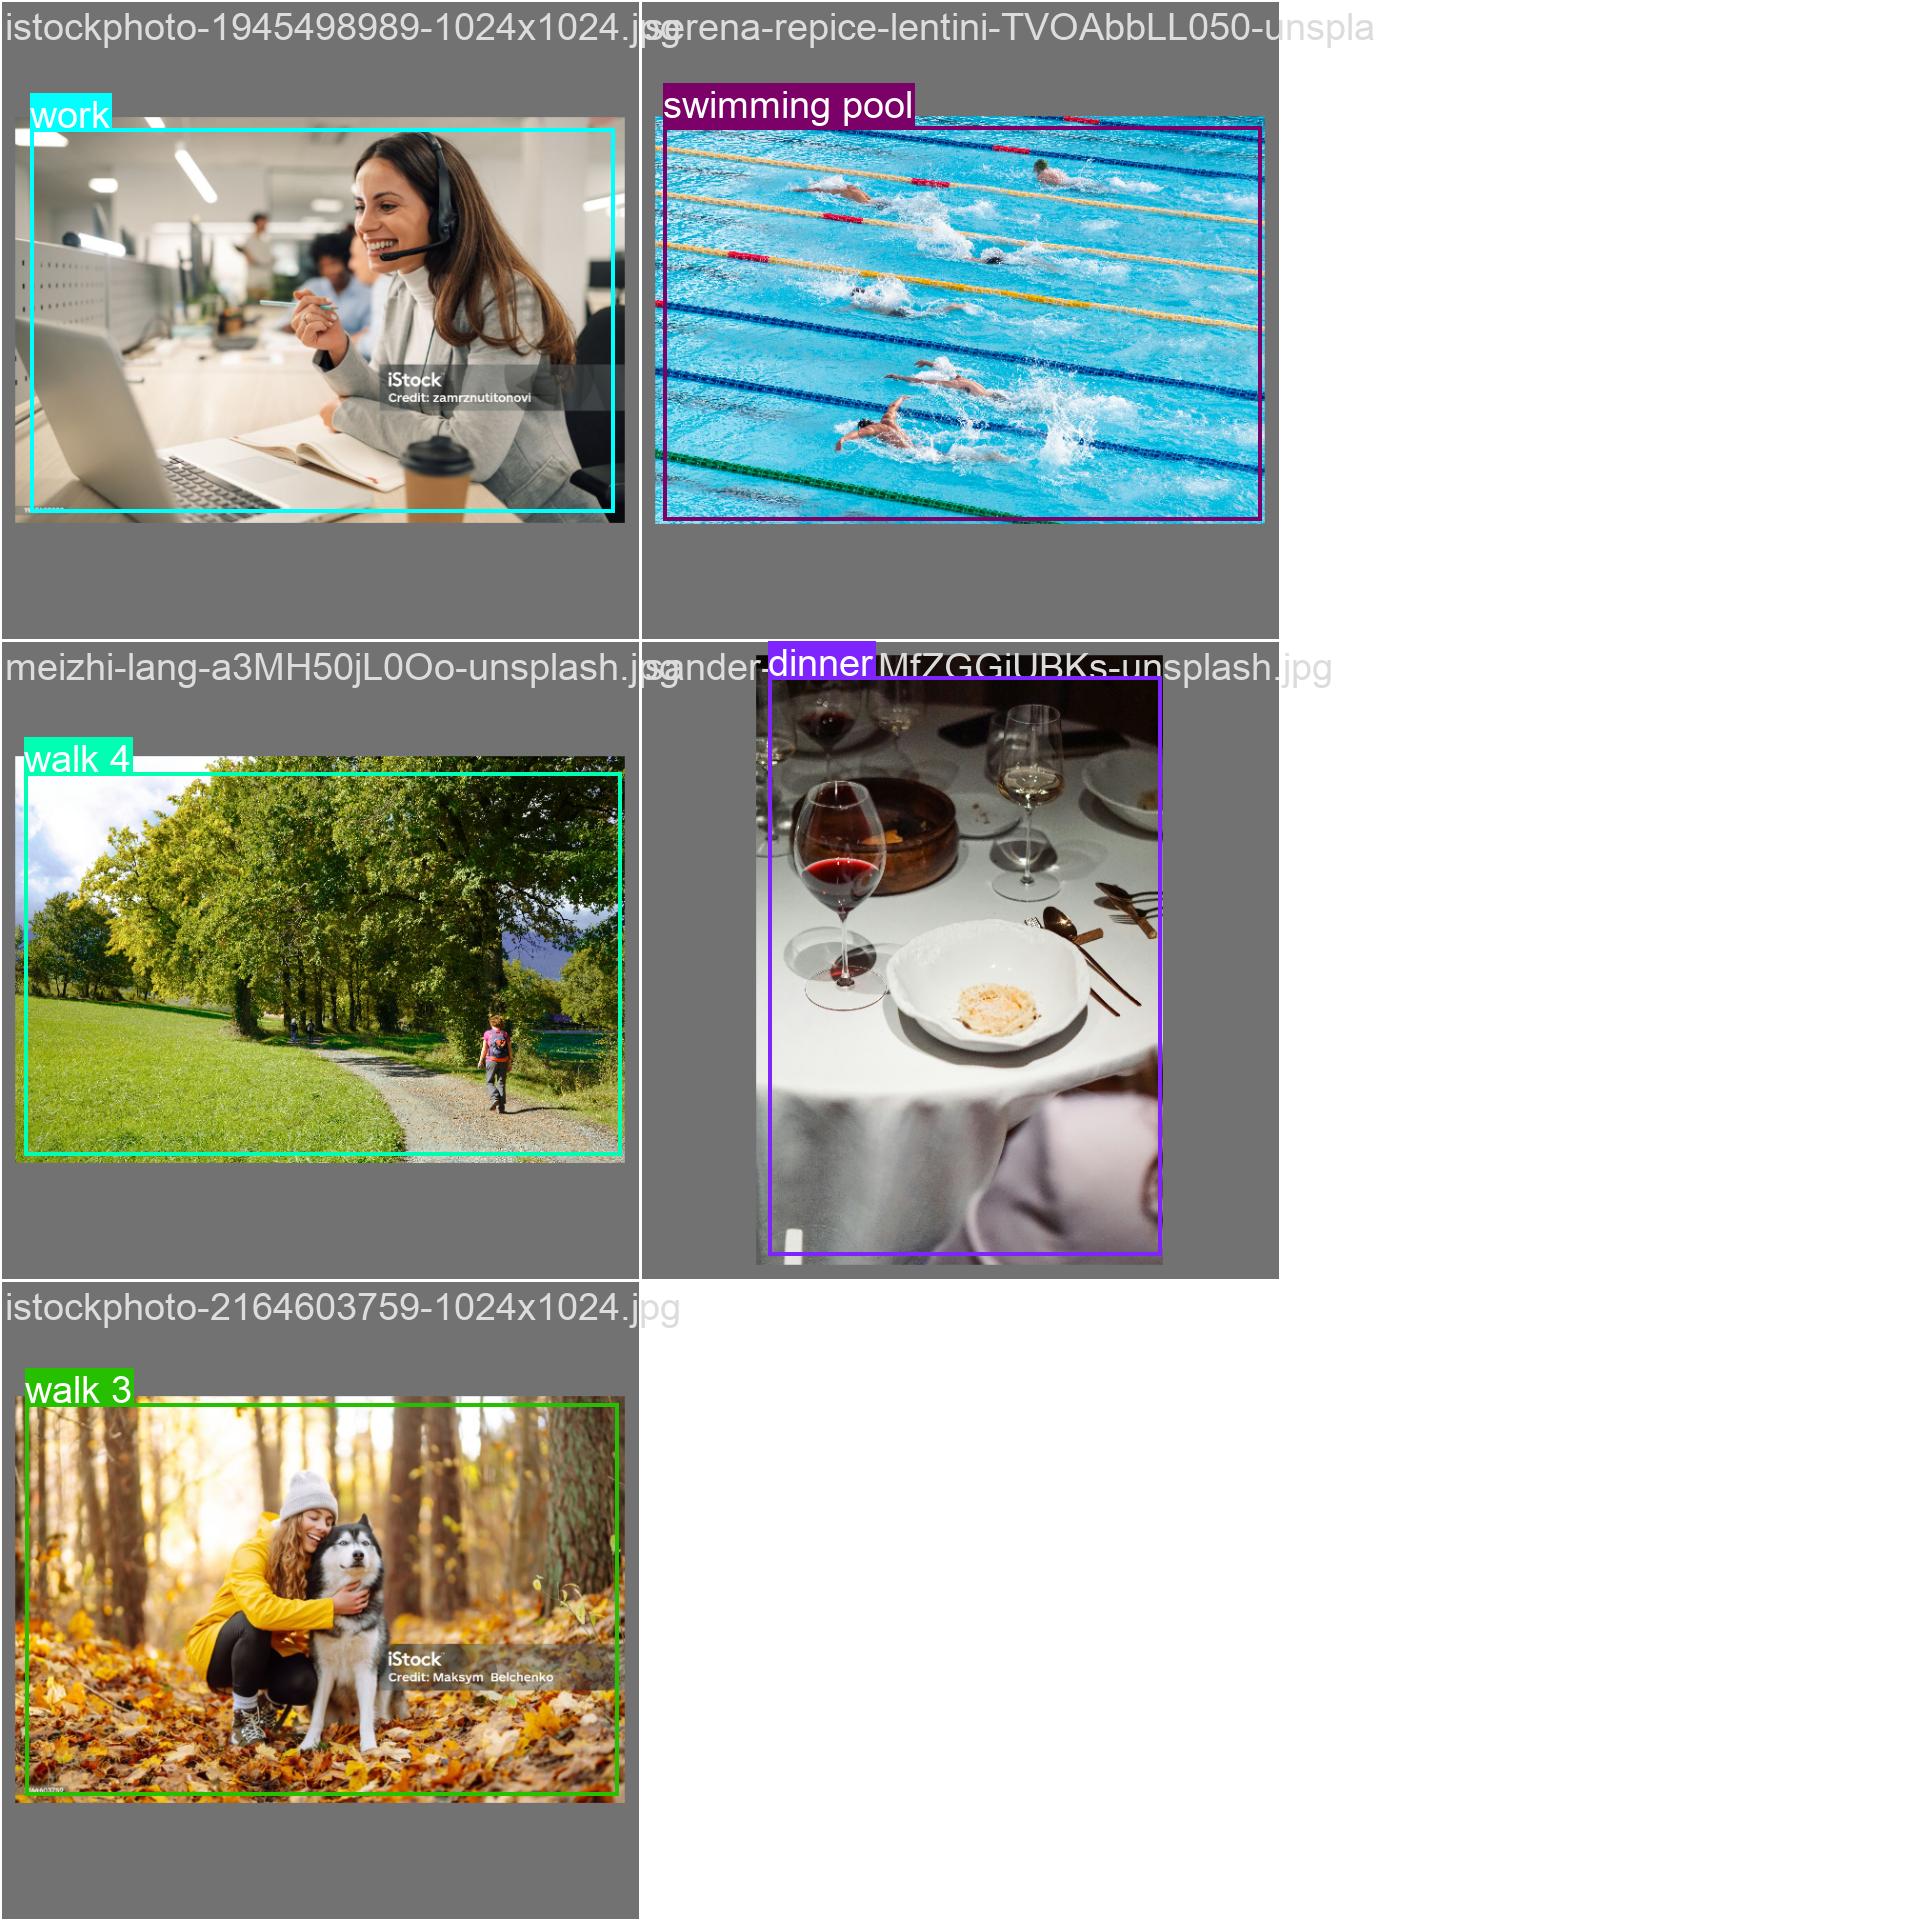 istockphoto-1945498989-1024x1024.jpg
serena-repice-lentini-TVOAbbLL050-unspla
work
swimming pool
iStock
Credit: zamrznutitonovi
meizhi-lang-a3MH50jL0Oo-unsplash.jpg
sander- MfZGGiUBKs-unsplash.jpg
dinner
walk 4
istockphoto-2164603759-1024x1024.jpg
walk 3
iStock
Credit: Maksym Belchenko